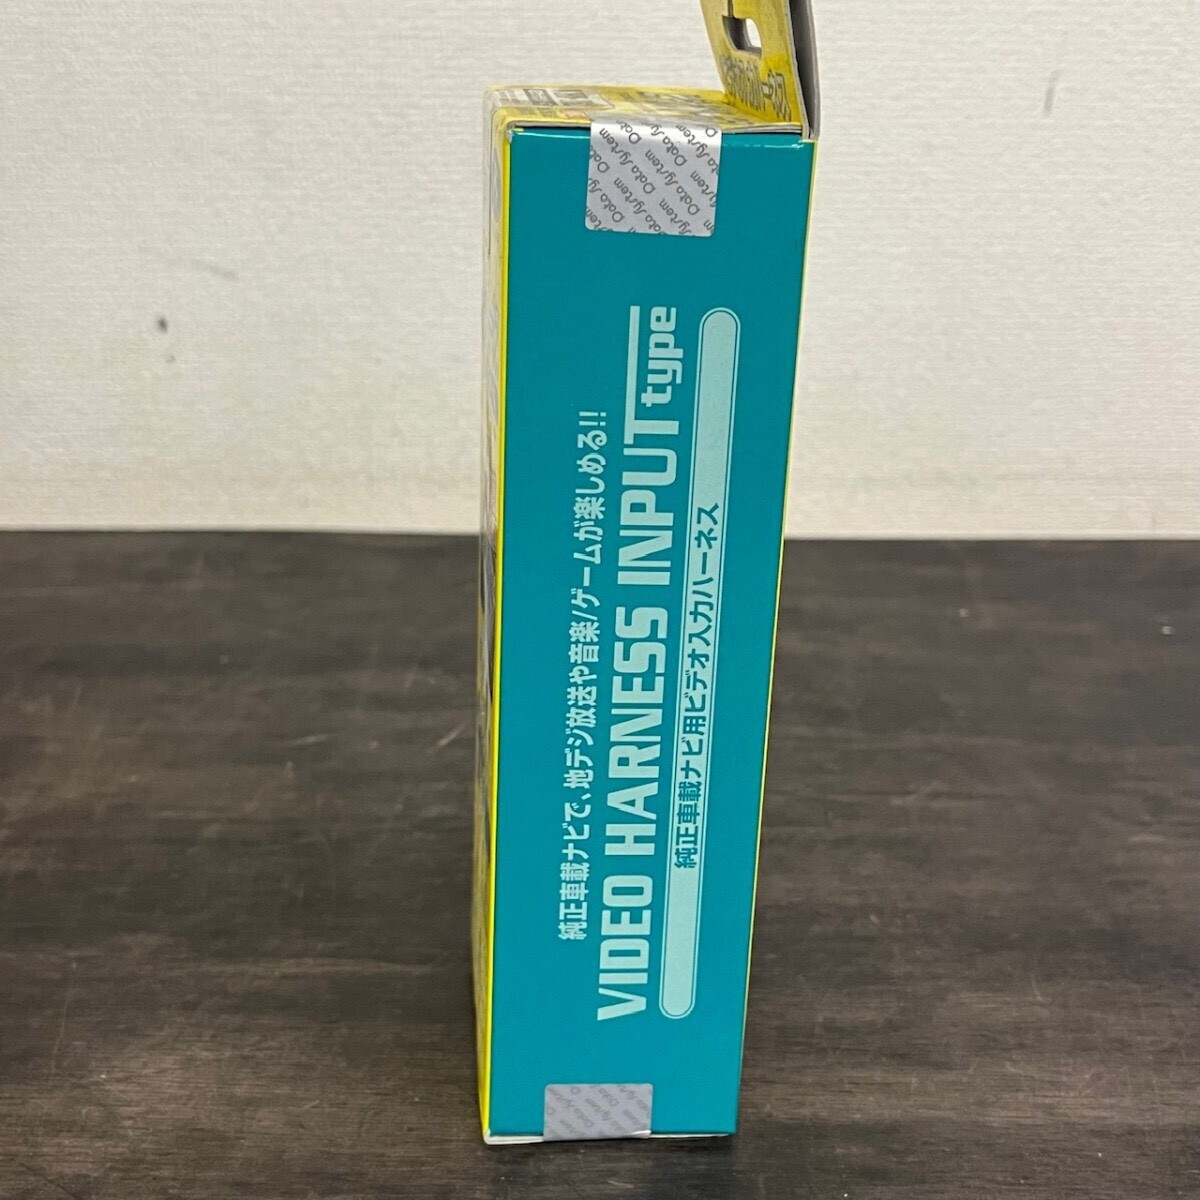 純正車載ナビで、地デジ放送や音楽/ゲームが楽しめる!!
VIDEO HARNESS INPUT type
純正車載ナビ用ビデオ入力ハーネス
Data System
Data System